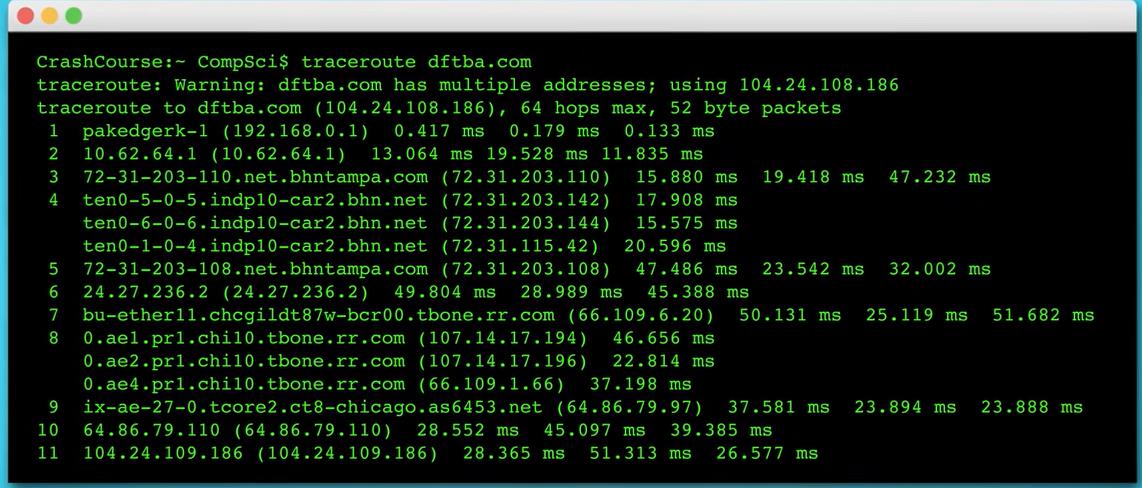 CrashCourse:~ CompSci$ traceroute dftba.com
traceroute: Warning: dftba.com has multiple addresses; using 104.24.108.186
traceroute to dftba.com (104.24.108.186), 64 hops max, 52 byte packets
1 pakedgerk-1 (192.168.0.1) 0.417 ms 0.179 ms 0.133 ms
2 10.62.64.1 (10.62.64.1) 13.064 ms 19.528 ms 11.835 ms
3 72-31-203-110.net.bhntampa.com (72.31.203.110) 15.880 ms 19.418 ms 47.232 ms
4 ten0-5-0-5.indp10-car2.bhn.net (72.31.203.142) 17.908 ms
ten0-6-0-6.indp10-car2.bhn.net (72.31.203.144) 15.575 ms
ten0-1-0-4.indp10-car2.bhn.net (72.31.115.42) 20.596 ms
5 72-31-203-108.net.bhntampa.com (72.31.203.108) 47.486 ms 23.542 ms 32.002 ms
6 24.27.236.2 (24.27.236.2) 49.804 ms 28.989 ms 45.388 ms
7 bu-ether11.chcgildt87w-bcr00.tbone.rr.com (66.109.6.20) 50.131 ms 25.119 ms 51.682 ms
8 0.ae1.pr1.chi10.tbone.rr.com (107.14.17.194) 46.656 ms
0.ae2.pr1.chi10.tbone.rr.com (107.14.17.196) 22.814 ms
0.ae4.pr1.chi10.tbone.rr.com (66.109.1.66) 37.198 ms
9 ix-ae-27-0.tcore2.ct8-chicago.as6453.net (64.86.79.97) 37.581 ms 23.894 ms 23.888 ms
10 64.86.79.110 (64.86.79.110) 28.552 ms 45.097 ms 39.385 ms
11 104.24.109.186 (104.24.109.186) 28.365 ms 51.313 ms 26.577 ms